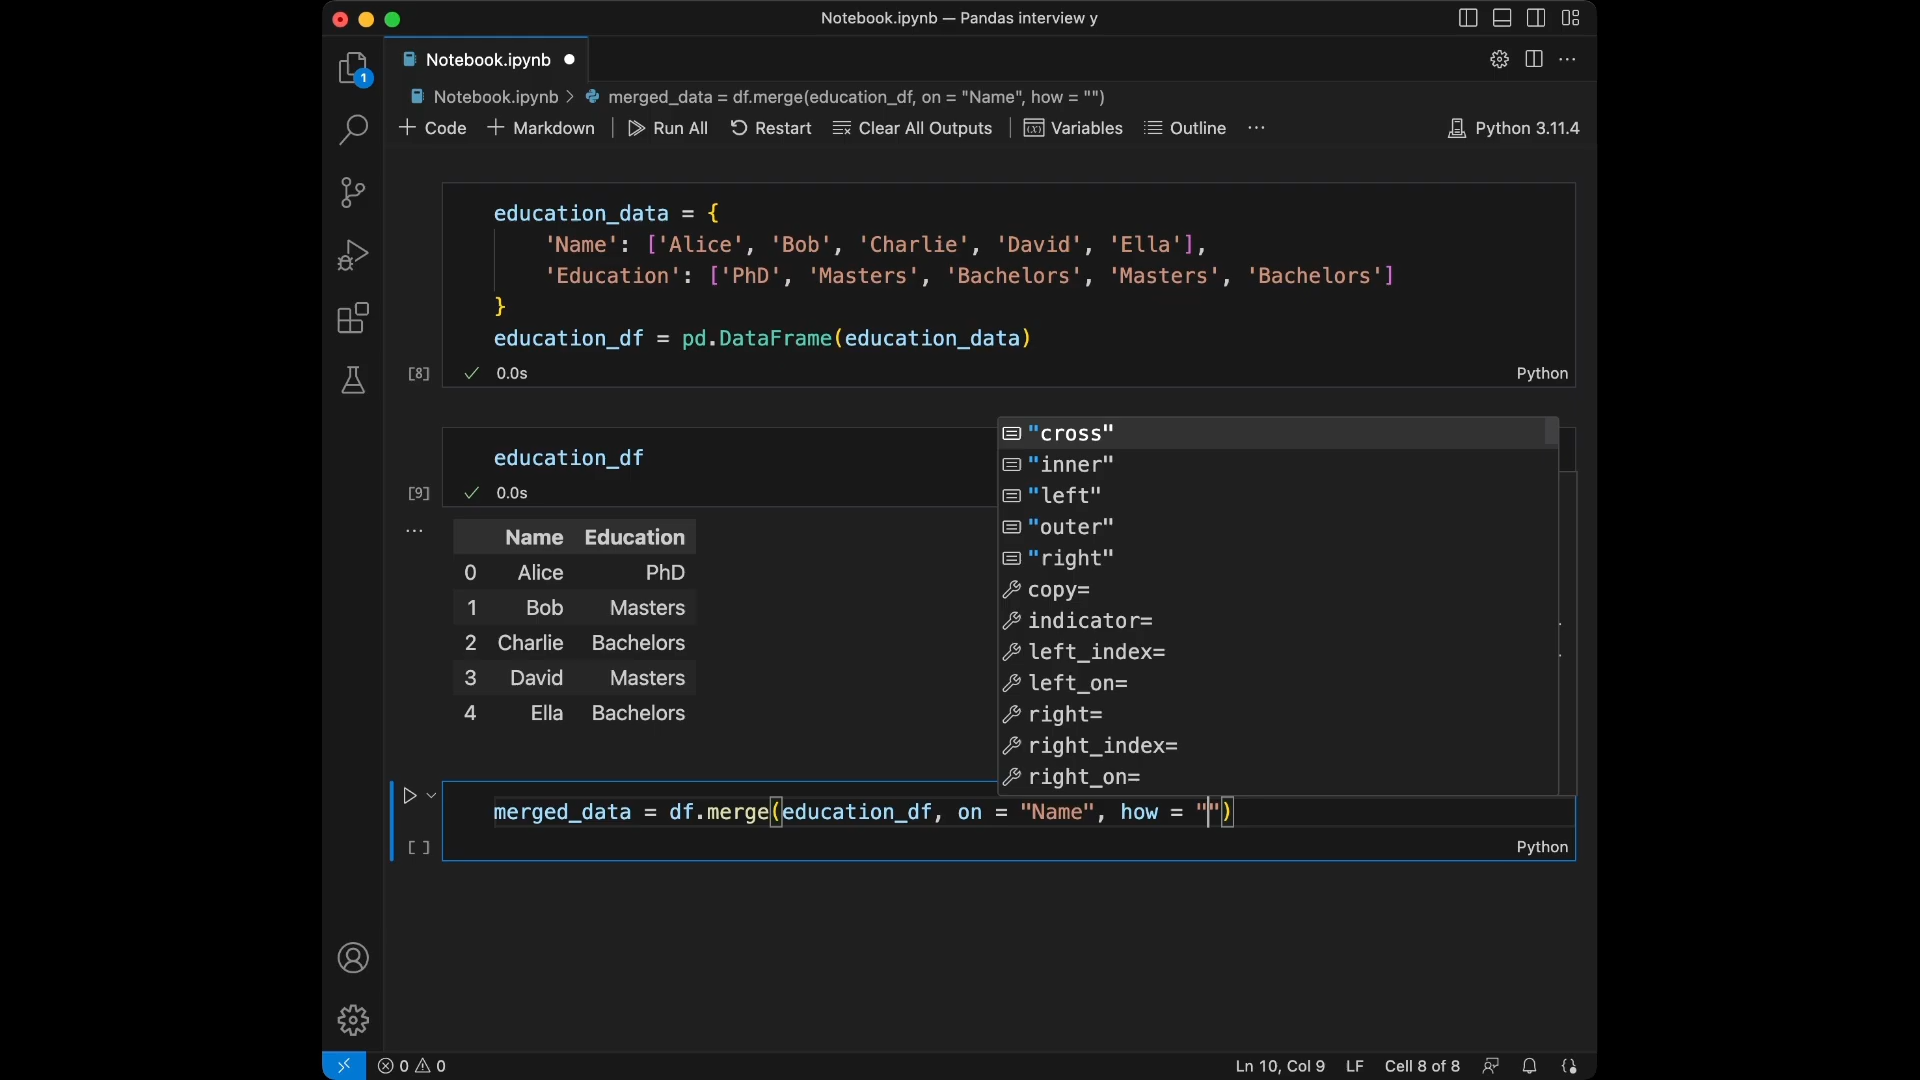 Notebook.ipynb — Pandas interview y
1
Notebook.ipynb
Notebook.ipynb > merged_data = df.merge(education_df, on = "Name", how = "")
Code Markdown Run All Restart Clear All Outputs Variables Outline ... Python 3.11.4
education_data = {
'Name': ['Alice', 'Bob', 'Charlie', 'David', 'Ella'],
'Education': ['PhD', 'Masters', 'Bachelors', 'Masters', 'Bachelors']
}
education_df = pd.DataFrame(education_data)
[8] 0.0s Python
education_df
[9] 0.0s
Name Education
0 Alice PhD
1 Bob Masters
2 Charlie Bachelors
3 David Masters
4 Ella Bachelors
"cross"
"inner"
"left"
"outer"
"right"
copy=
indicator=
left_index=
left_on=
right=
right_index=
right_on=
merged_data = df.merge(education_df, on = "Name", how = "")
[ ] Python
0 0 Ln 10, Col 9 LF Cell 8 of 8